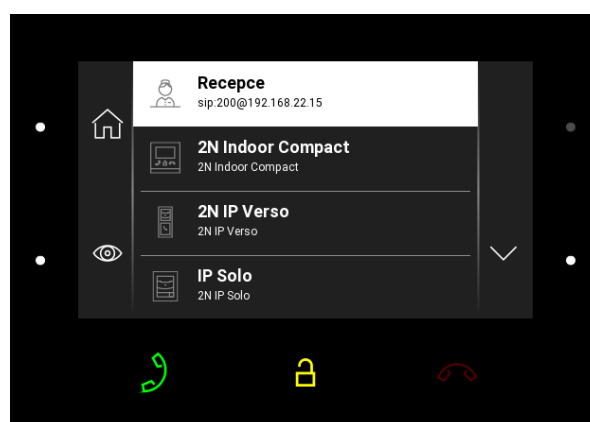 Recepce
sip:200@192.168.22.15
2N Indoor Compact
2N Indoor Compact
2N IP Verso
2N IP Verso
IP Solo
2N IP Solo